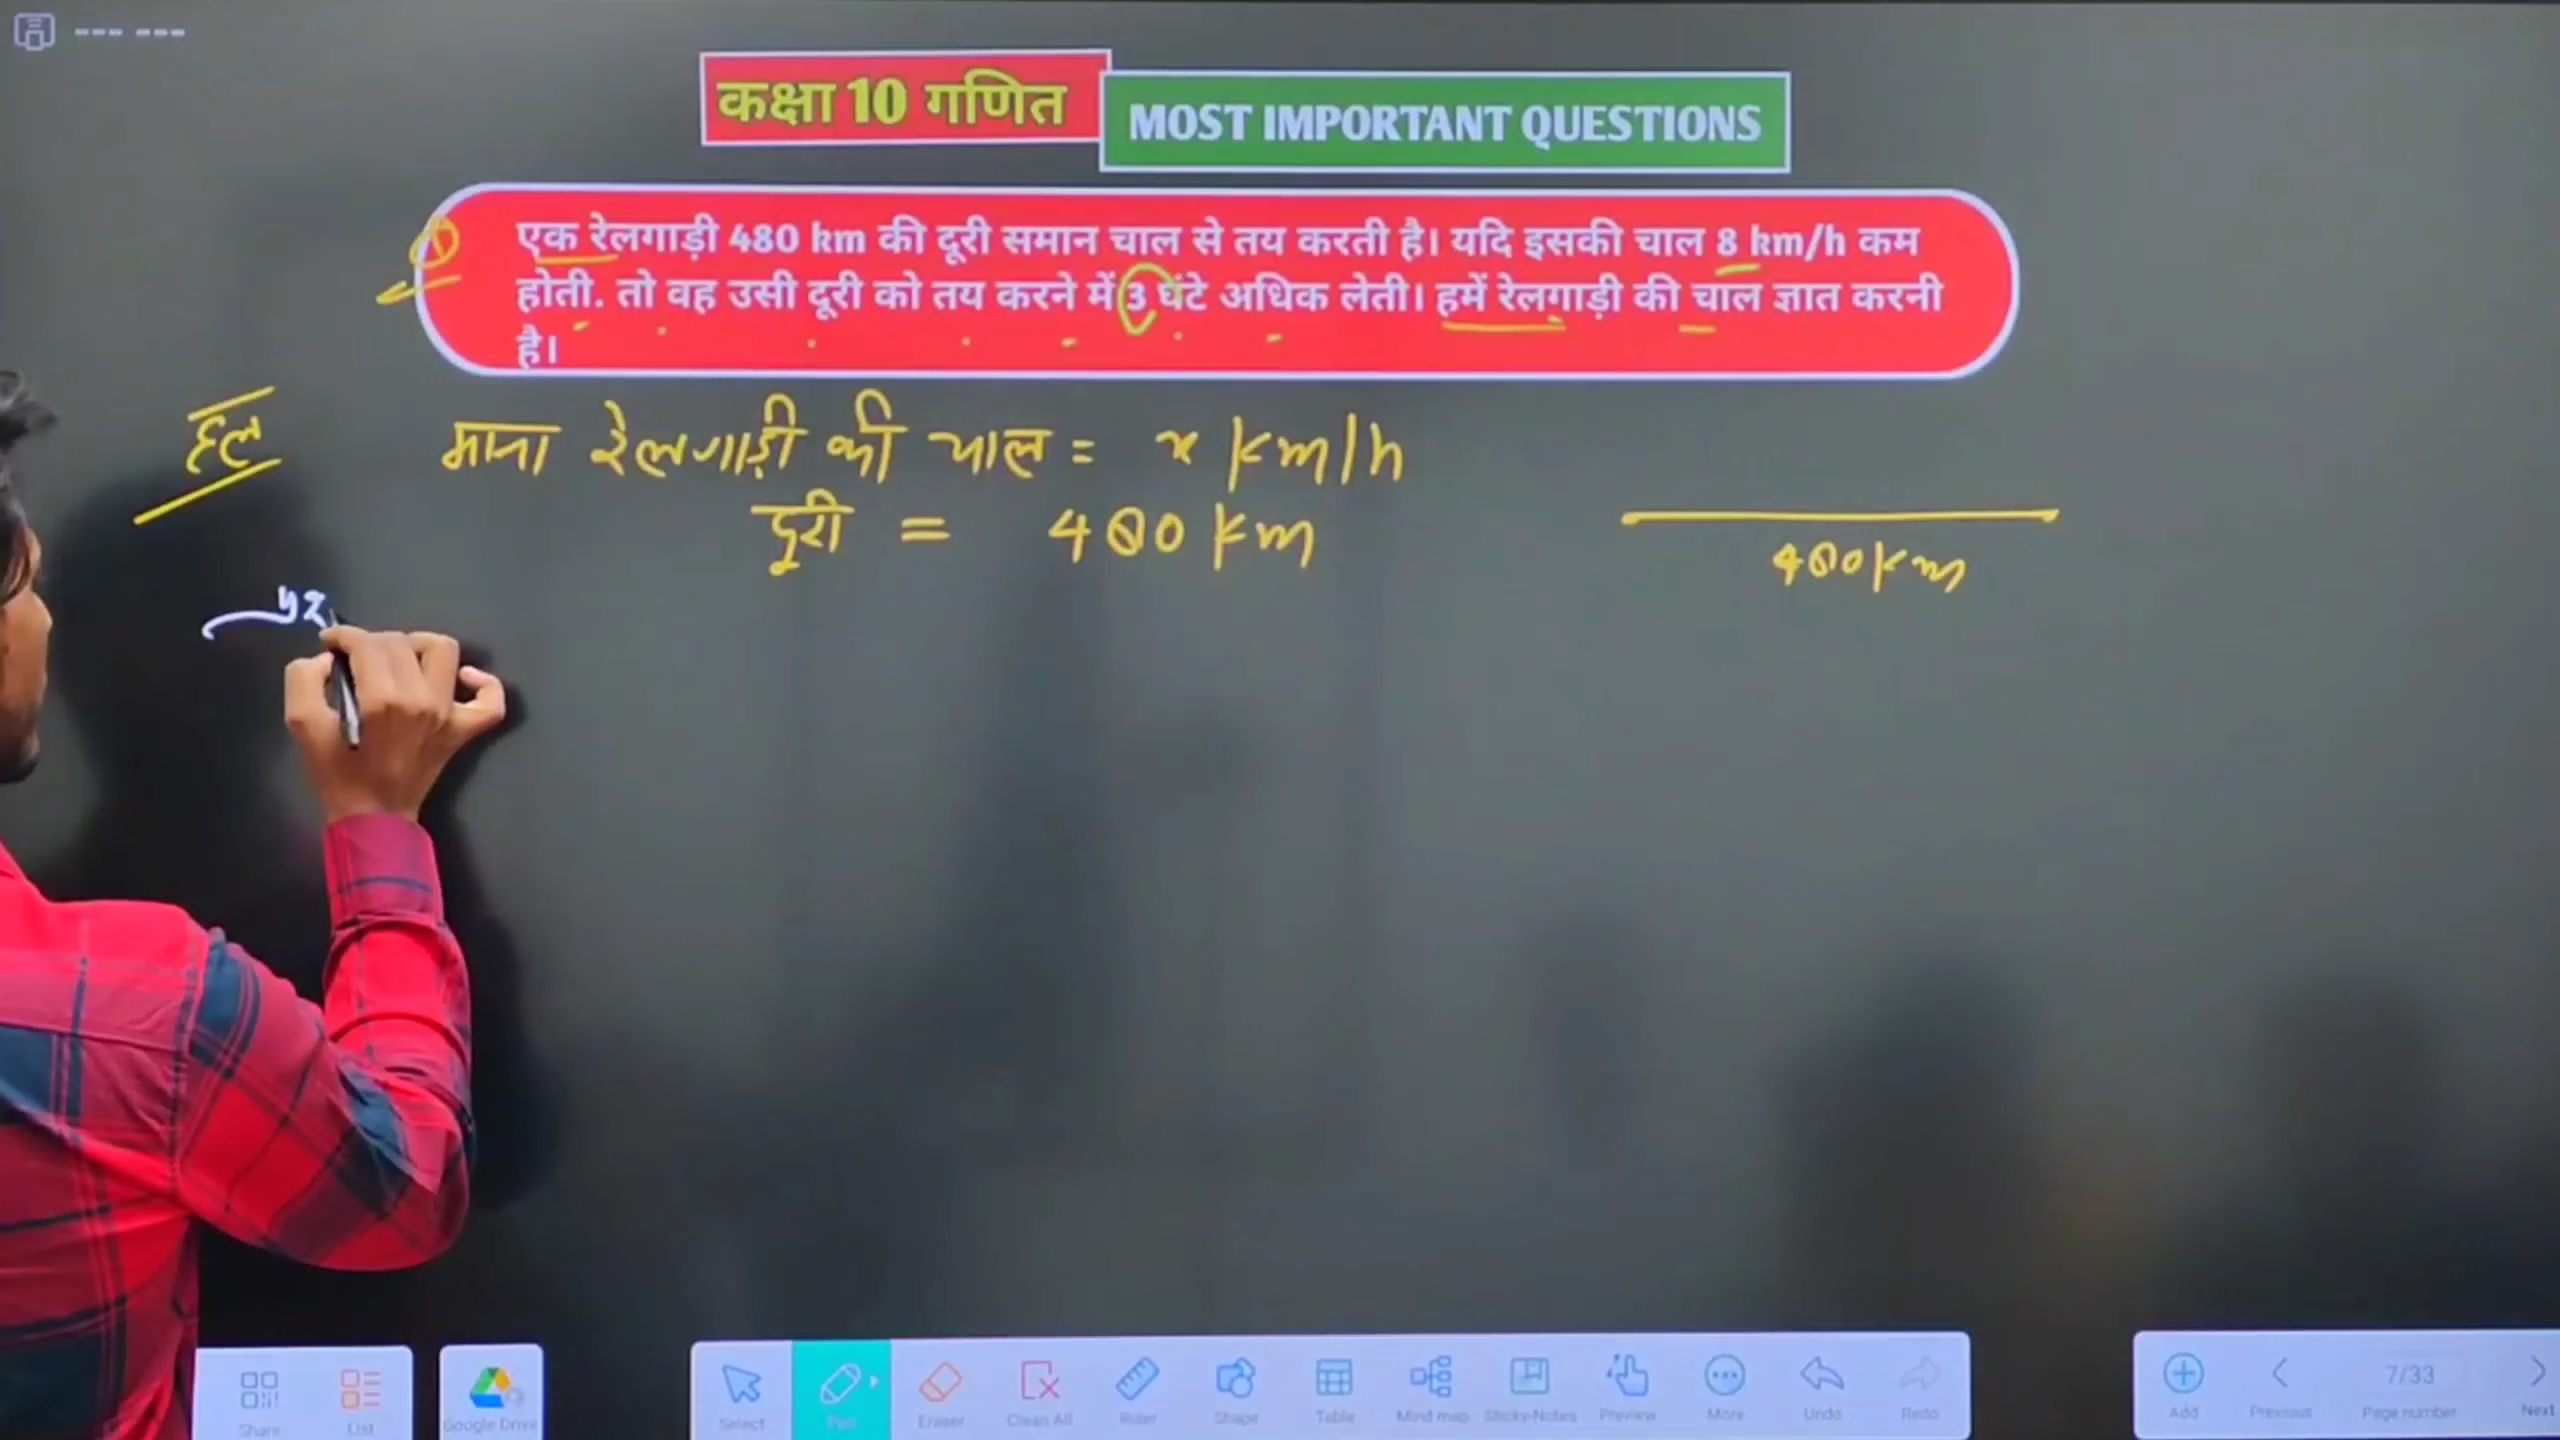 --- ---
कक्षा 10 गणित
MOST IMPORTANT QUESTIONS
①
एक रेलगाड़ी 480 km की दूरी समान चाल से तय करती है। यदि इसकी चाल 8 km/h कम
होती. तो वह उसी दूरी को तय करने में 3 घंटे अधिक लेती। हमें रेलगाड़ी की चाल ज्ञात करनी
है।
हल
माना रेलगाड़ी की चाल = x km/h
दूरी = 480 km
480 km
Share
List
Google Drive
Select
Pen
Eraser
Clean All
Ruler
Shape
Table
Mind map
Sticky-Notes
Preview
More
Undo
Redo
Add
Previous
7/33
Page number
Next